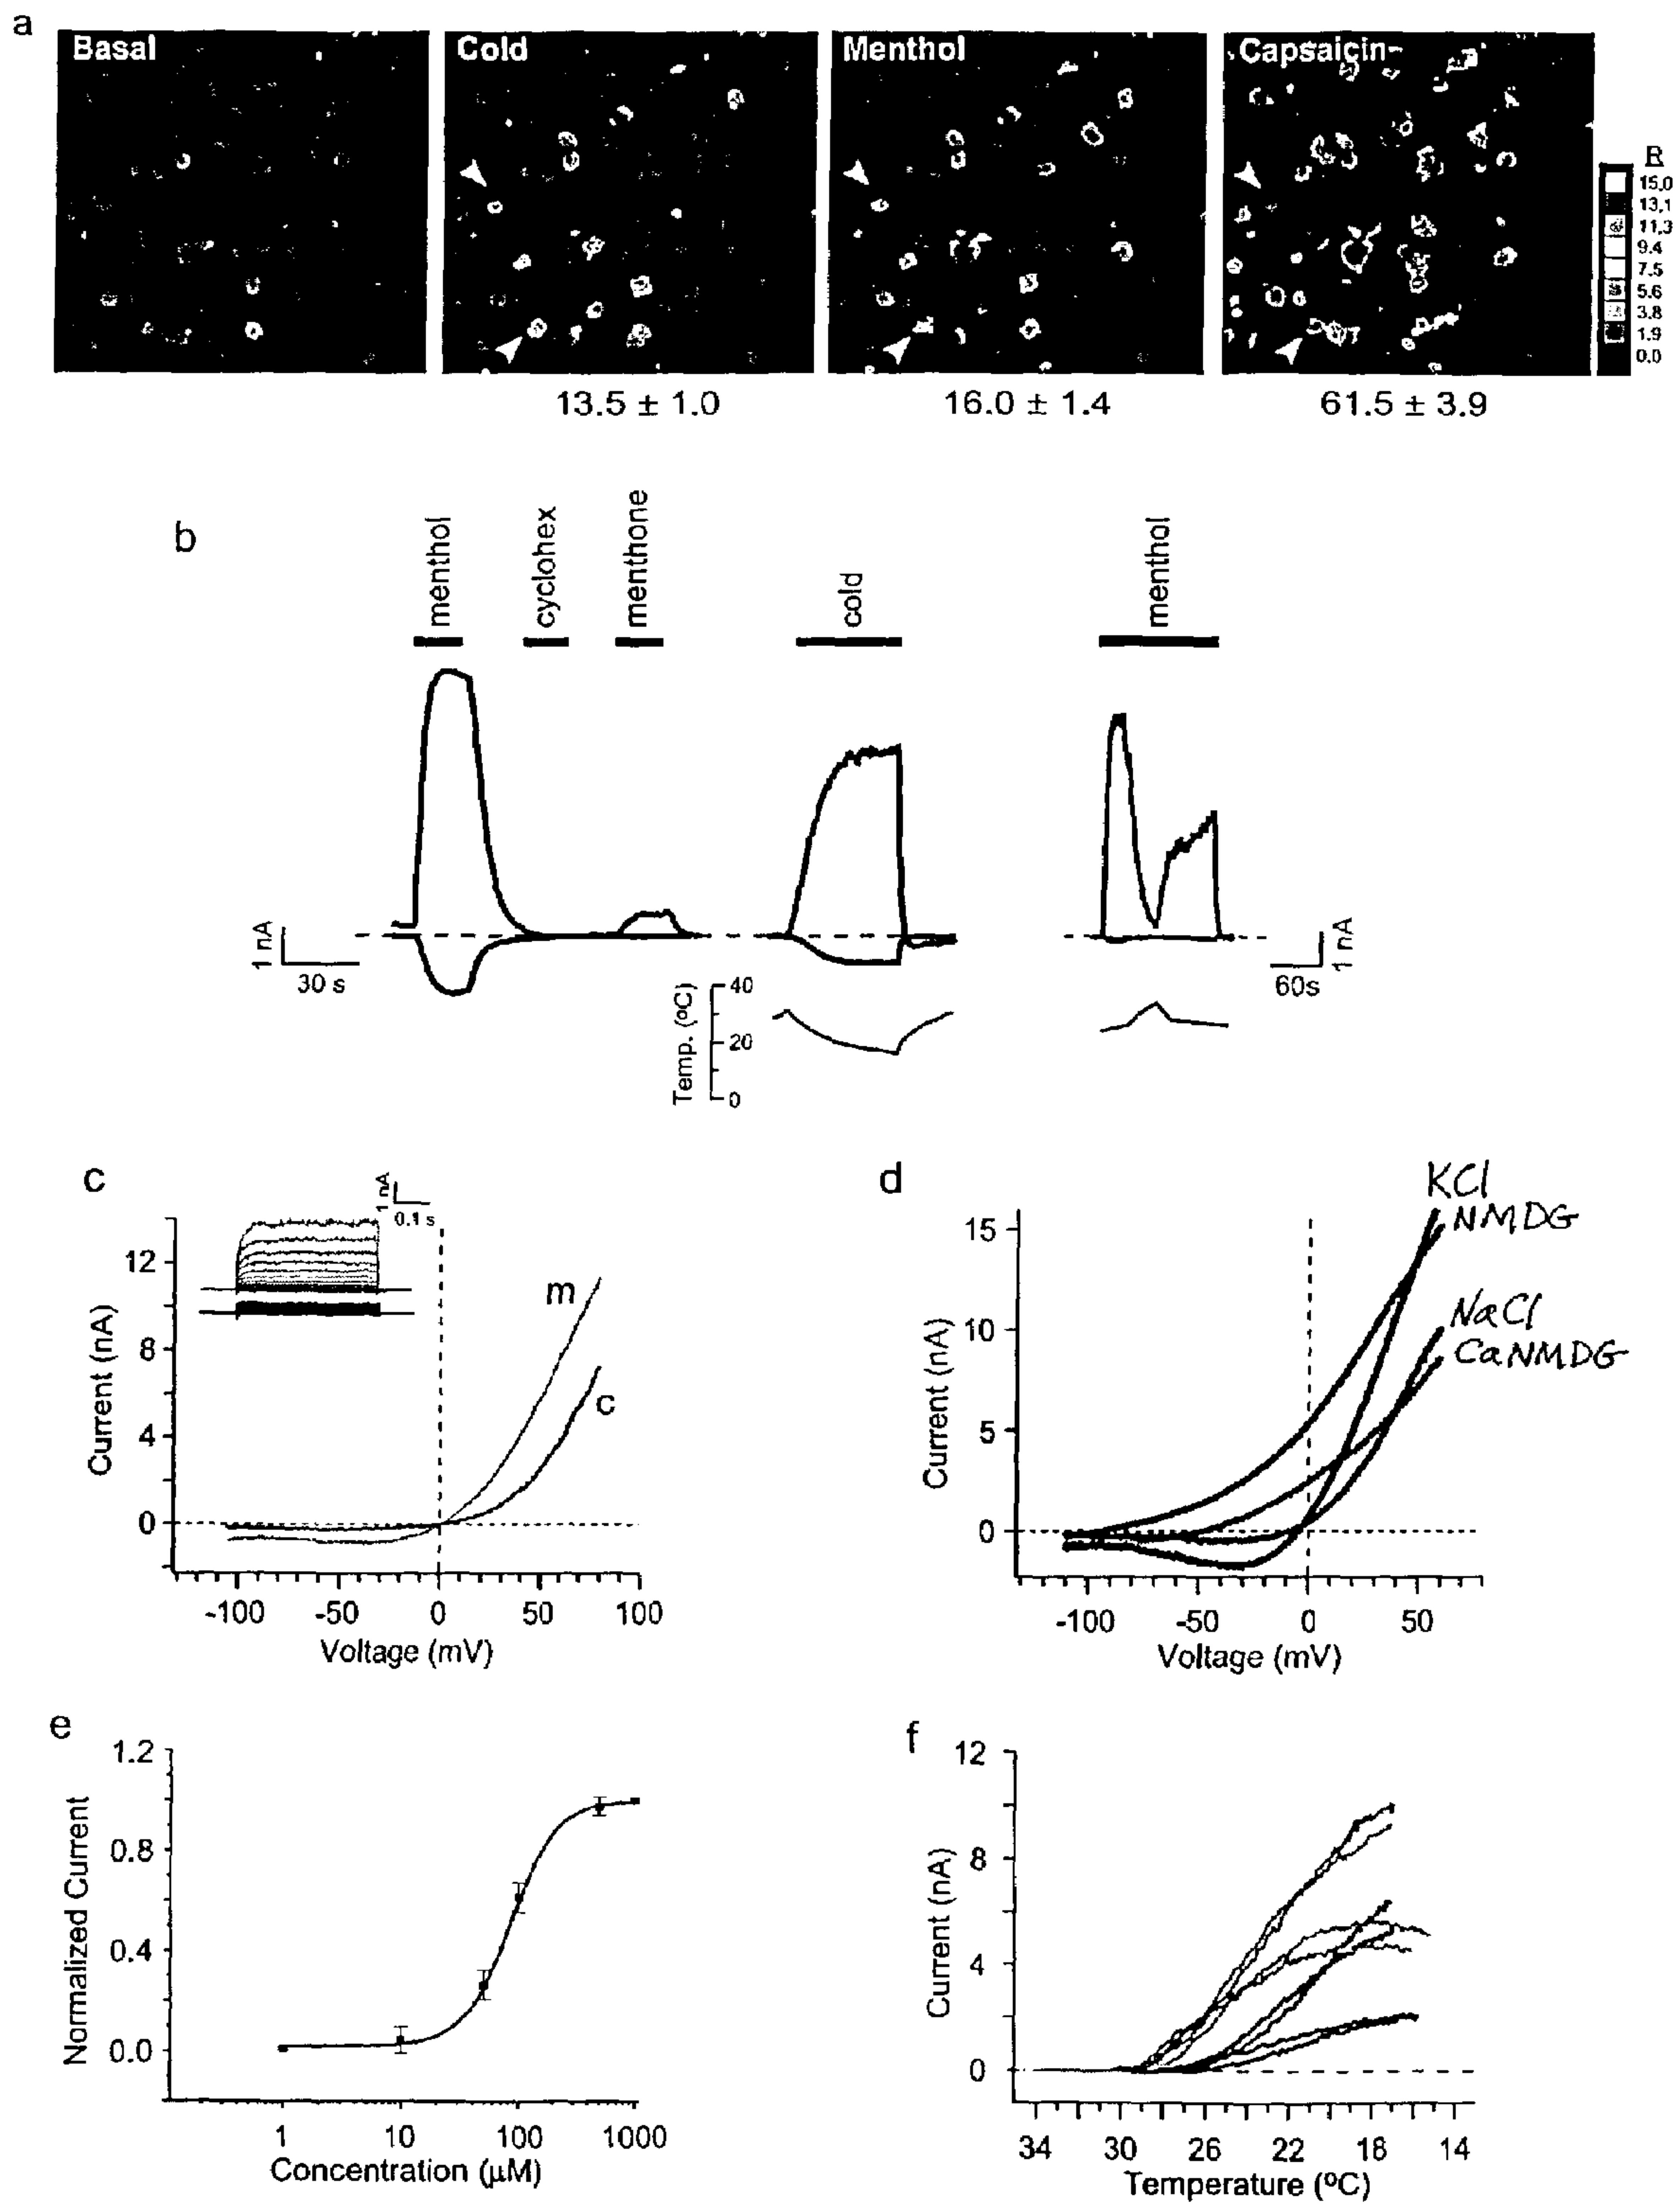 a
Basal
Cold
Menthol
Capsaicin
R
15.0
13.1
11.3
9.4
7.5
5.6
3.8
1.9
0.0
13.5 ± 1.0
16.0 ± 1.4
61.5 ± 3.9
b
menthol
cyclohex
menthone
cold
menthol
1 nA
30 s
1 nA
60s
Temp. (ºC)
40
20
0
c
1 nA
0.1 s
Current (nA)
12
8
4
0
m
c
-100 -50 0 50 100
Voltage (mV)
d
KCl
NMDG
NaCl
CaNMDG
Current (nA)
15
10
5
0
-100 -50 0 50
Voltage (mV)
e
Normalized Current
1.2
0.8
0.4
0.0
1 10 100 1000
Concentration (µM)
f
Current (nA)
12
8
4
0
34 30 26 22 18 14
Temperature (ºC)